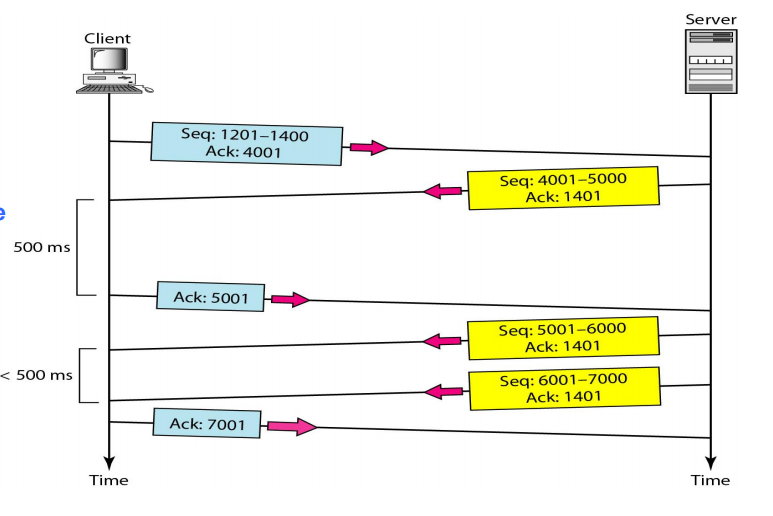 Server
Client
Seq: 1201–1400
Ack: 4001
Seq: 4001–5000
Ack: 1401
e
500 ms
Ack: 5001
Seq: 5001–6000
Ack: 1401
< 500 ms
Seq: 6001–7000
Ack: 1401
Ack: 7001
Time
Time